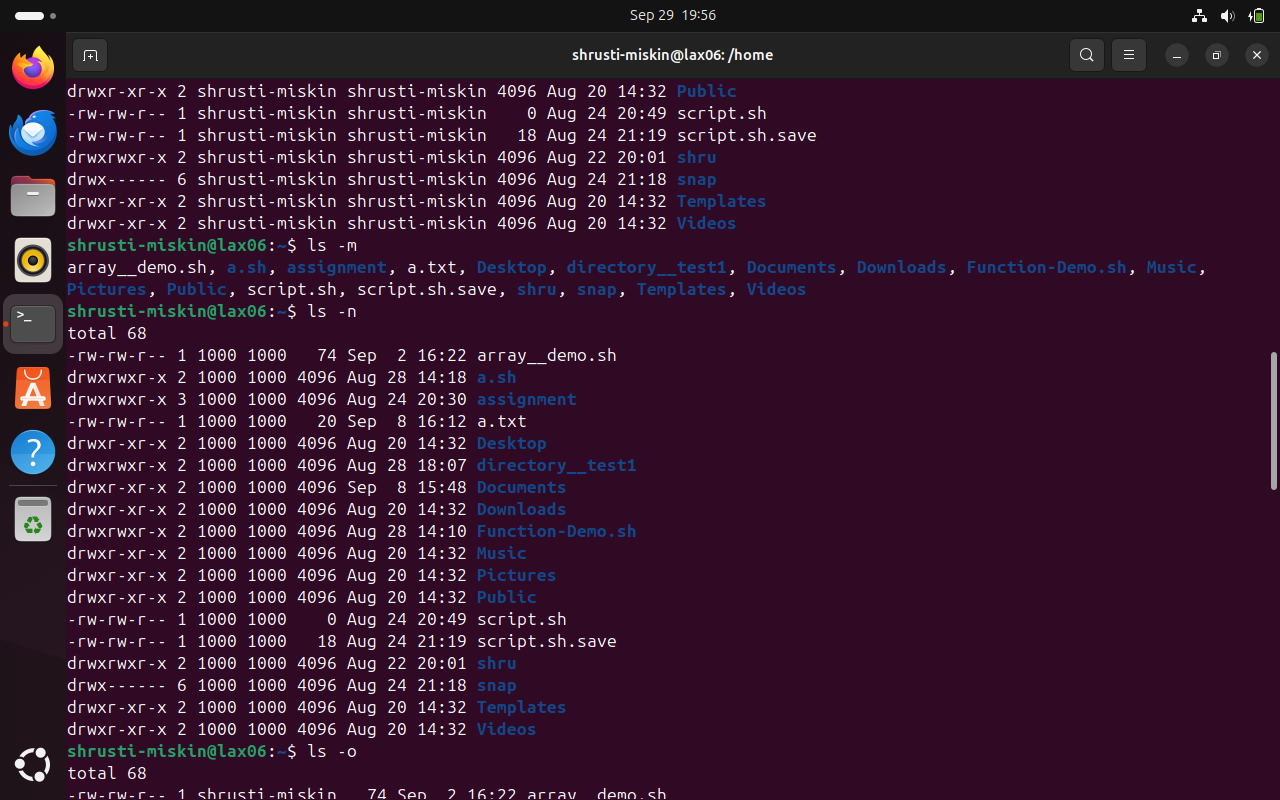 Sep 29 19:56
shrusti-miskin@lax06: /home
drwxr-xr-x 2 shrusti-miskin shrusti-miskin 4096 Aug 20 14:32 Public
-rw-rw-r-- 1 shrusti-miskin shrusti-miskin    0 Aug 24 20:49 script.sh
-rw-rw-r-- 1 shrusti-miskin shrusti-miskin   18 Aug 24 21:19 script.sh.save
drwxrwxr-x 2 shrusti-miskin shrusti-miskin 4096 Aug 22 20:01 shru
drwx------ 6 shrusti-miskin shrusti-miskin 4096 Aug 24 21:18 snap
drwxr-xr-x 2 shrusti-miskin shrusti-miskin 4096 Aug 20 14:32 Templates
drwxr-xr-x 2 shrusti-miskin shrusti-miskin 4096 Aug 20 14:32 Videos
shrusti-miskin@lax06:~$ ls -m
array__demo.sh, a.sh, assignment, a.txt, Desktop, directory__test1, Documents, Downloads, Function-Demo.sh, Music,
Pictures, Public, script.sh, script.sh.save, shru, snap, Templates, Videos
shrusti-miskin@lax06:~$ ls -n
total 68
-rw-rw-r-- 1 1000 1000   74 Sep  2 16:22 array__demo.sh
drwxrwxr-x 2 1000 1000 4096 Aug 28 14:18 a.sh
drwxrwxr-x 3 1000 1000 4096 Aug 24 20:30 assignment
-rw-rw-r-- 1 1000 1000   20 Sep  8 16:12 a.txt
drwxr-xr-x 2 1000 1000 4096 Aug 20 14:32 Desktop
drwxrwxr-x 2 1000 1000 4096 Aug 28 18:07 directory__test1
drwxr-xr-x 2 1000 1000 4096 Sep  8 15:48 Documents
drwxr-xr-x 2 1000 1000 4096 Aug 20 14:32 Downloads
drwxrwxr-x 2 1000 1000 4096 Aug 28 14:10 Function-Demo.sh
drwxr-xr-x 2 1000 1000 4096 Aug 20 14:32 Music
drwxr-xr-x 2 1000 1000 4096 Aug 20 14:32 Pictures
drwxr-xr-x 2 1000 1000 4096 Aug 20 14:32 Public
-rw-rw-r-- 1 1000 1000    0 Aug 24 20:49 script.sh
-rw-rw-r-- 1 1000 1000   18 Aug 24 21:19 script.sh.save
drwxrwxr-x 2 1000 1000 4096 Aug 22 20:01 shru
drwx------ 6 1000 1000 4096 Aug 24 21:18 snap
drwxr-xr-x 2 1000 1000 4096 Aug 20 14:32 Templates
drwxr-xr-x 2 1000 1000 4096 Aug 20 14:32 Videos
shrusti-miskin@lax06:~$ ls -o
total 68
-rw-rw-r-- 1 shrusti-miskin   74 Sep  2 16:22 array__demo.sh